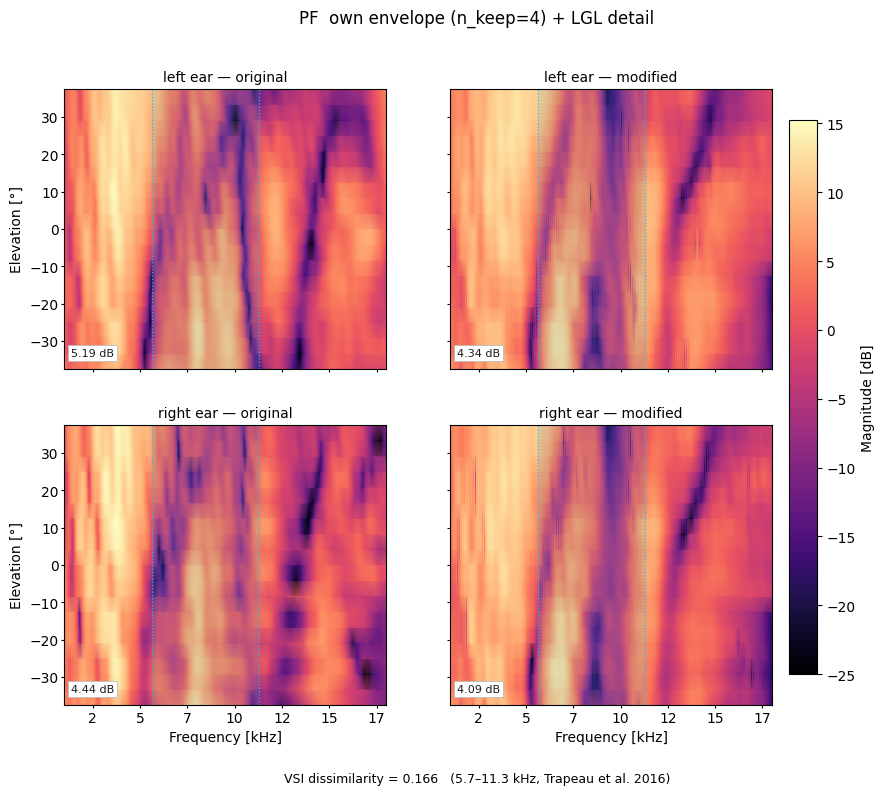 PF  own envelope (n_keep=4) + LGL detail
left ear — original
left ear — modified
Elevation [°]
30
20
10
0
−10
−20
−30
5.19 dB
4.34 dB
2
5
7
10
12
15
17
2
5
7
10
12
15
17
right ear — original
right ear — modified
Elevation [°]
30
20
10
0
−10
−20
−30
4.44 dB
4.09 dB
Frequency [kHz]
Frequency [kHz]
15
10
5
0
−5
−10
−15
−20
−25
Magnitude [dB]
VSI dissimilarity = 0.166   (5.7–11.3 kHz, Trapeau et al. 2016)